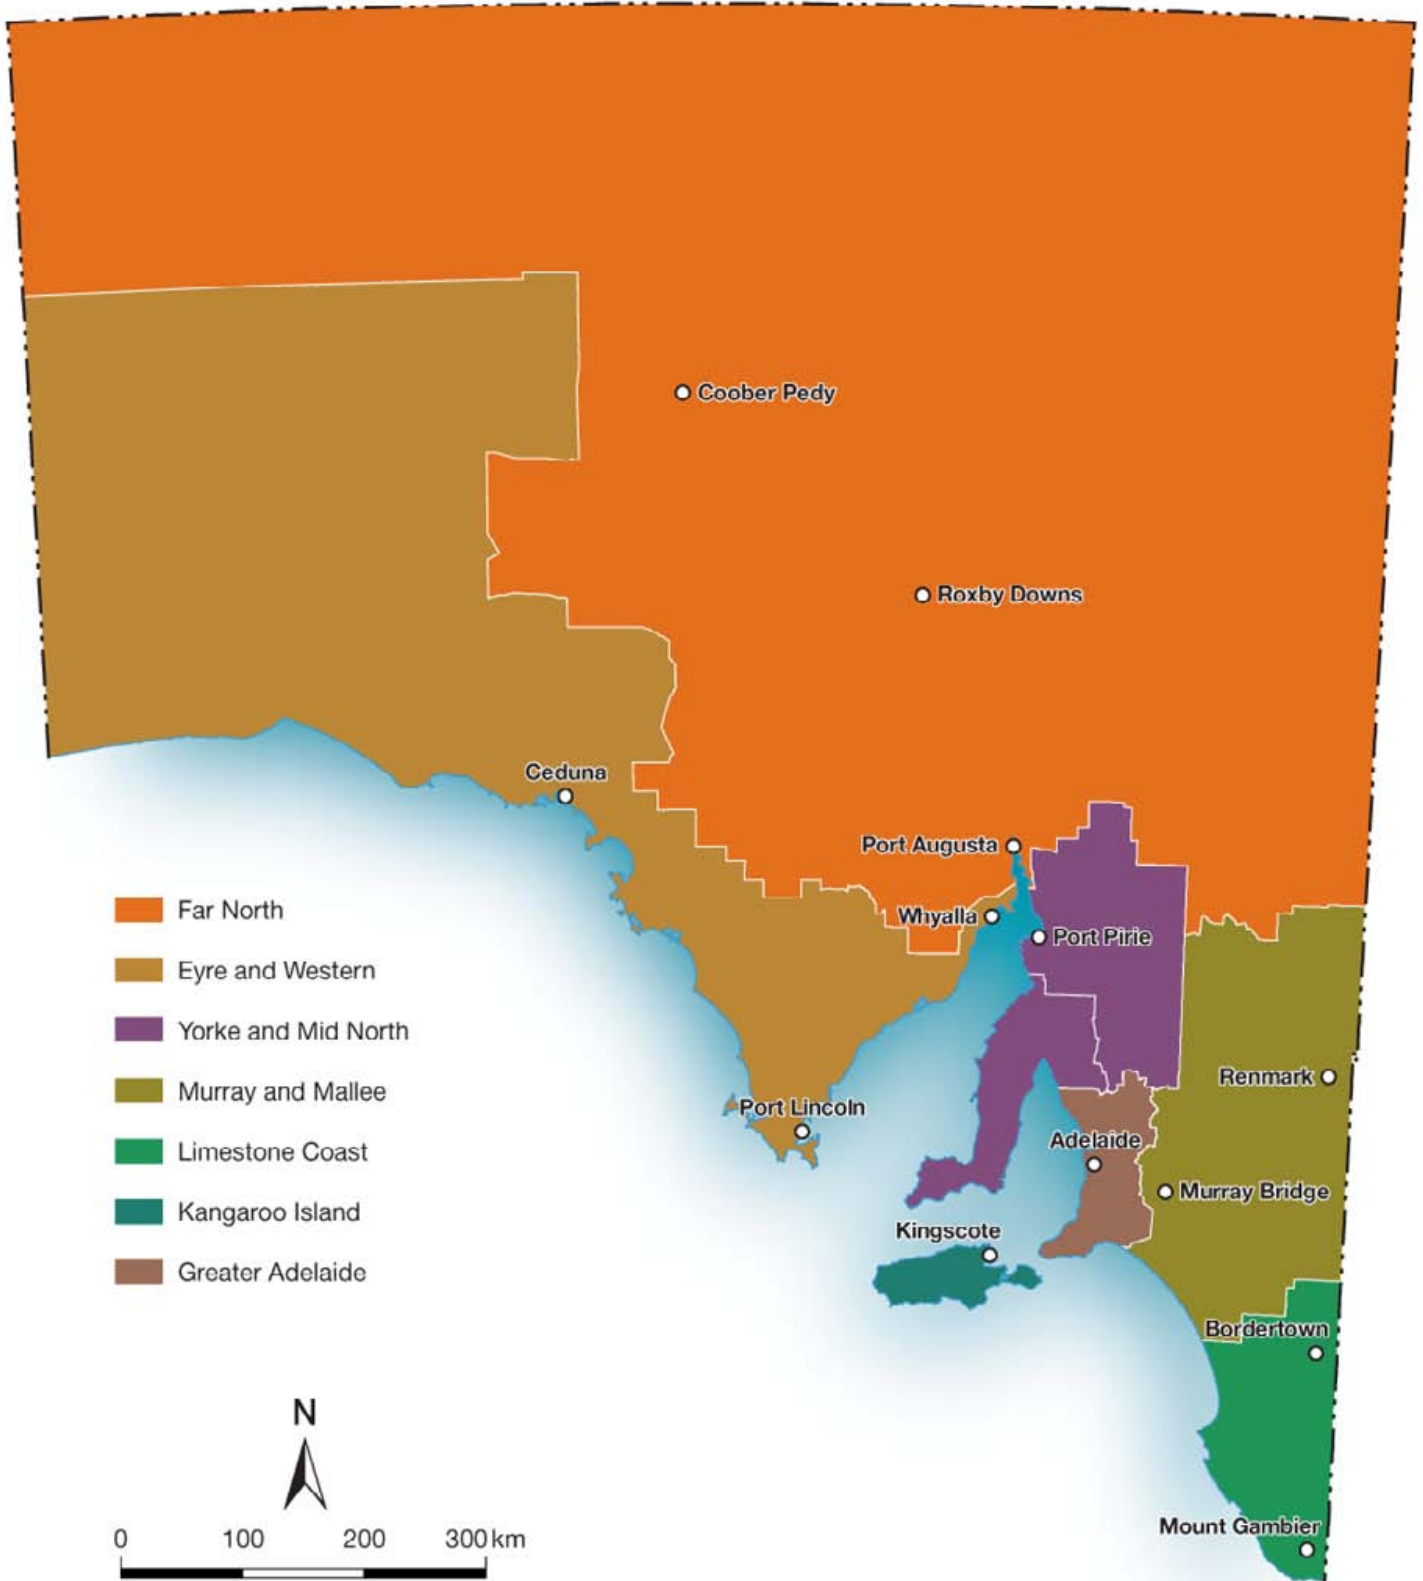 Coober Pedy
Roxby Downs
Ceduna
Port Augusta
Whyalla
Port Pirie
Renmark
Port Lincoln
Adelaide
Murray Bridge
Kingscote
Bordertown
Mount Gambier
Far North
Eyre and Western
Yorke and Mid North
Murray and Mallee
Limestone Coast
Kangaroo Island
Greater Adelaide
N
0 100 200 300 km